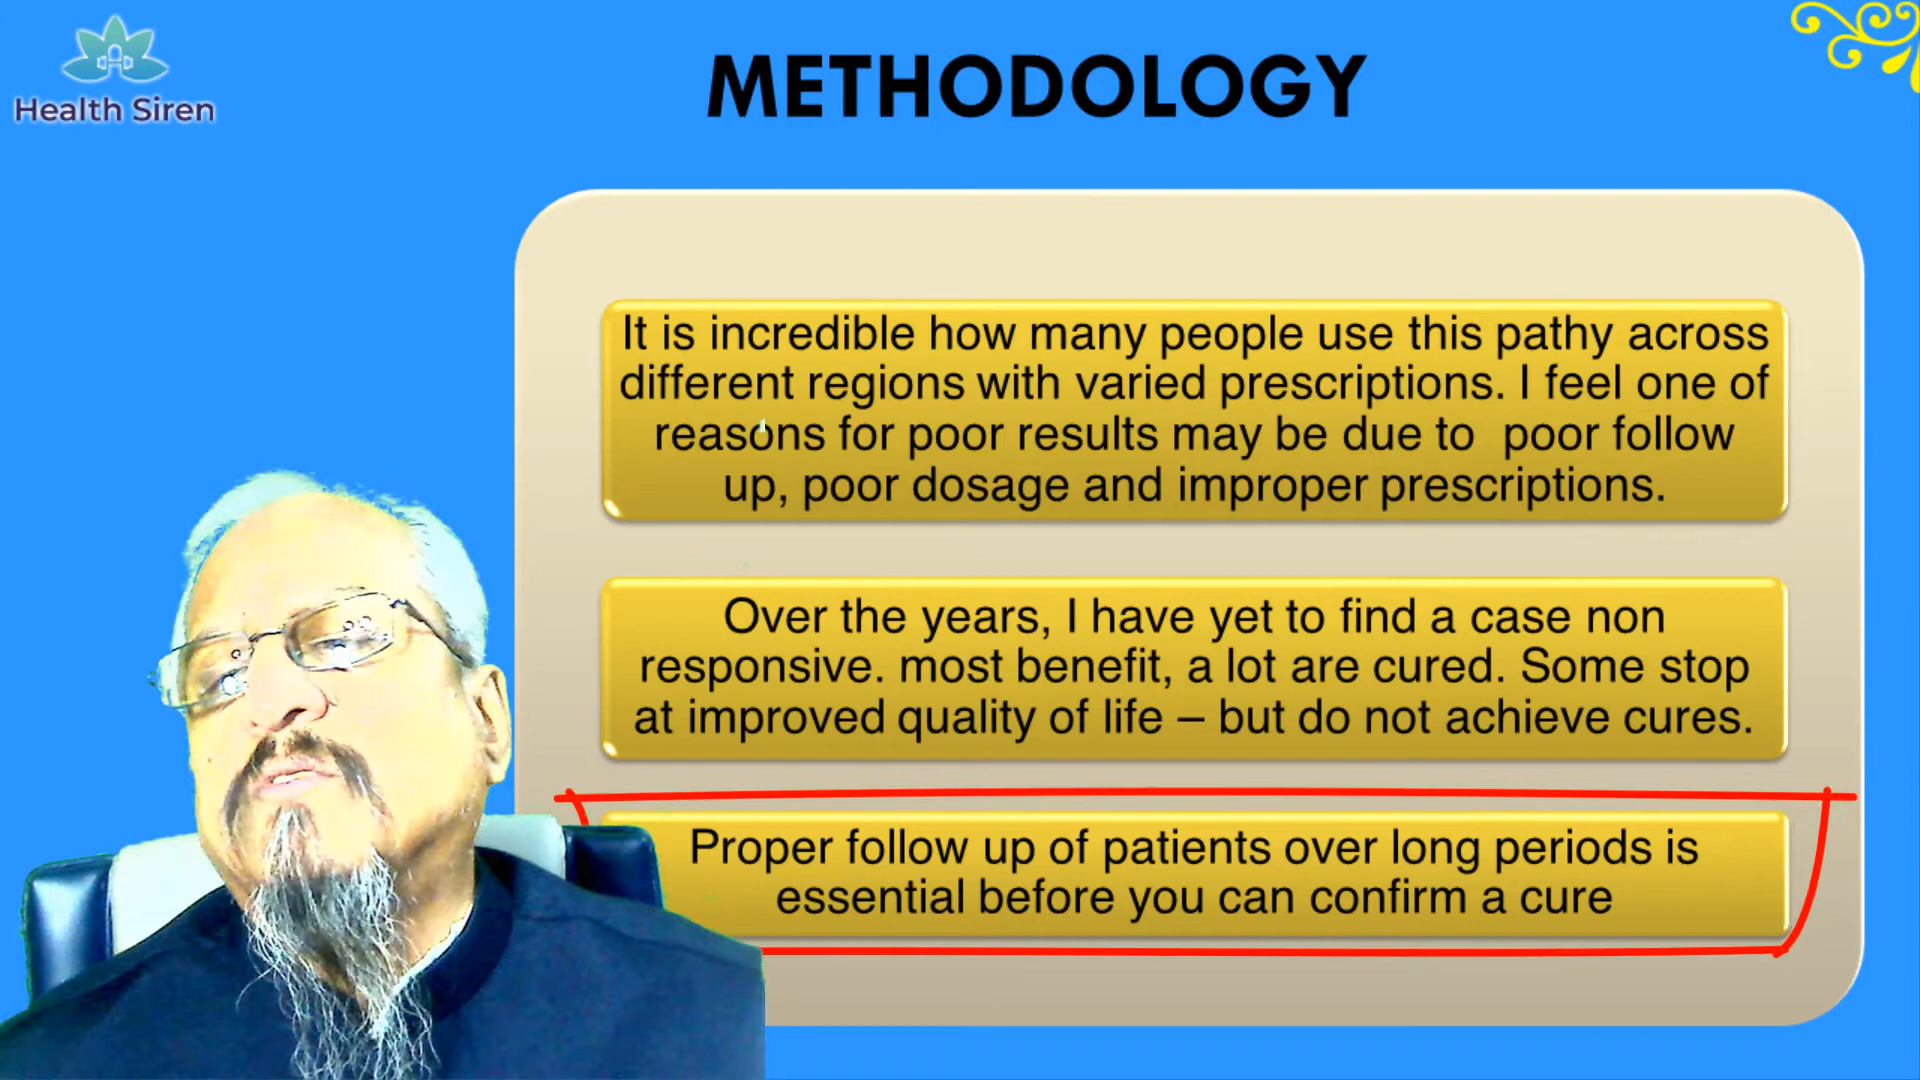 Health Siren
METHODOLOGY
It is incredible how many people use this pathy across
different regions with varied prescriptions. I feel one of
reasons for poor results may be due to  poor follow
up, poor dosage and improper prescriptions.
Over the years, I have yet to find a case non
responsive. most benefit, a lot are cured. Some stop
at improved quality of life – but do not achieve cures.
Proper follow up of patients over long periods is
essential before you can confirm a cure